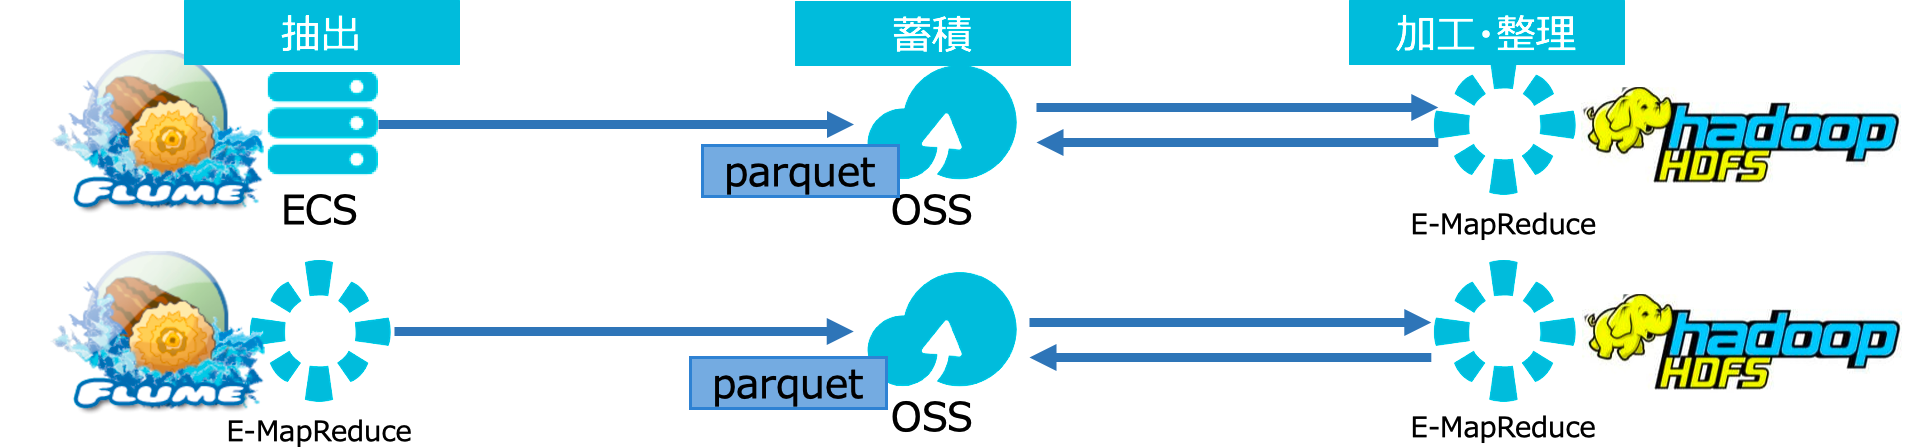 抽出
蓄積
加工・整理
FLUME
ECS
parquet
OSS
E-MapReduce
hadoop
HDFS
FLUME
E-MapReduce
parquet
OSS
E-MapReduce
hadoop
HDFS